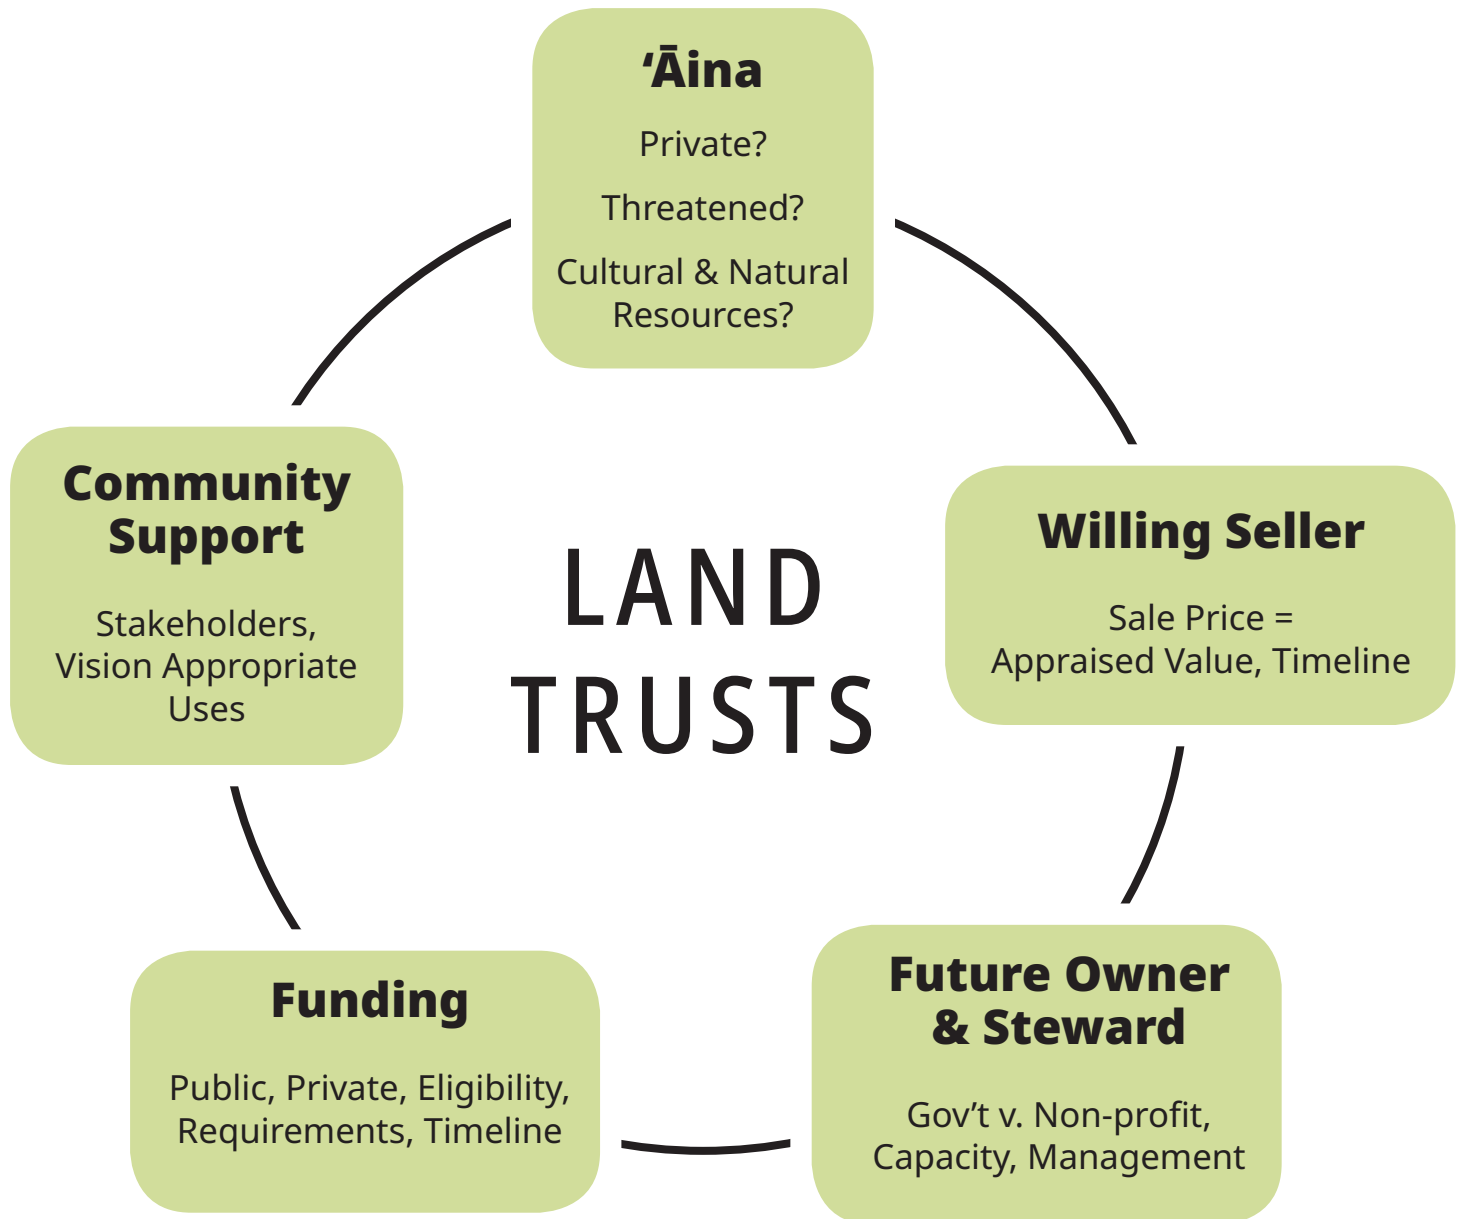 ‘Āina
Private?
Threatened?
Cultural & Natural
Resources?
Community
Support
Stakeholders,
Vision Appropriate
Uses
LAND
TRUSTS
Willing Seller
Sale Price =
Appraised Value, Timeline
Funding
Public, Private, Eligibility,
Requirements, Timeline
Future Owner
& Steward
Gov’t v. Non-profit,
Capacity, Management